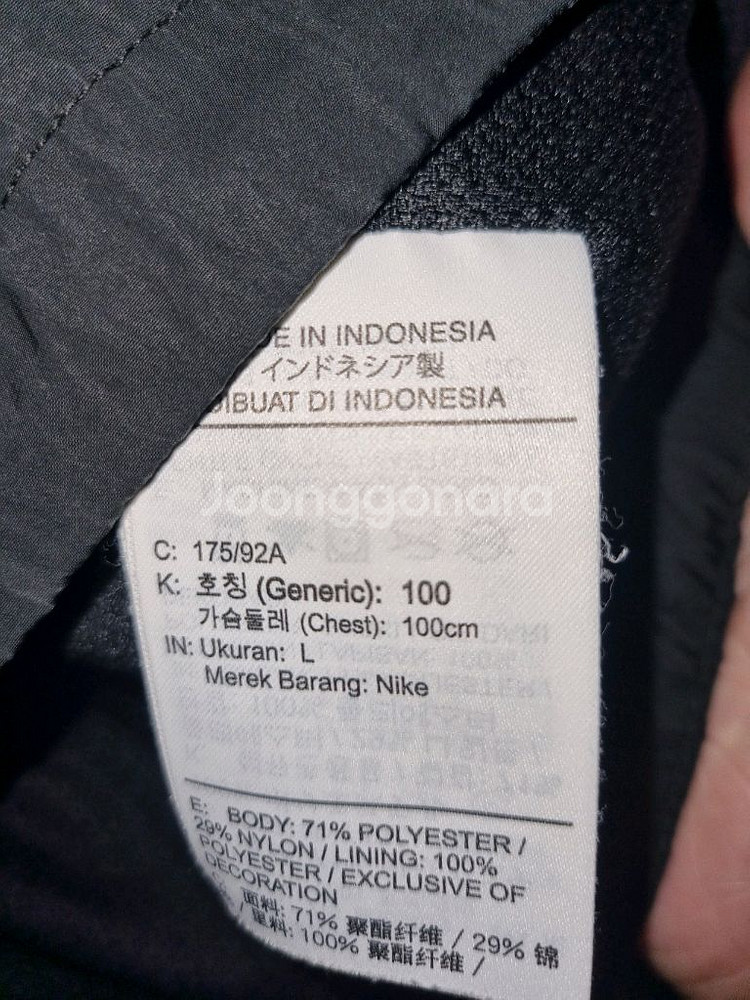 DE IN INDONESIA
インドネシア製
DIBUAT DI INDONESIA
Joonggonara
C: 175/92A
K: 호칭 (Generic): 100
가슴둘레 (Chest): 100cm
IN: Ukuran: L
Merek Barang: Nike
E: BODY: 71% POLYESTER /
29% NYLON / LINING: 100%
POLYESTER / EXCLUSIVE OF
DECORATION
面料: 71% 聚酯纤维 / 29% 锦
里料: 100% 聚酯纤维 /